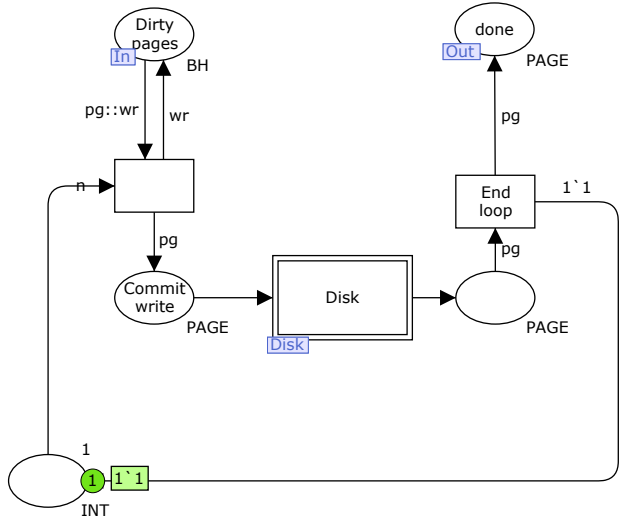 Dirty
pages
In
BH
done
Out
PAGE
pg::wr
wr
pg
n
End
loop
1`1
pg
pg
Commit
write
PAGE
Disk
Disk
PAGE
1
1
1`1
INT